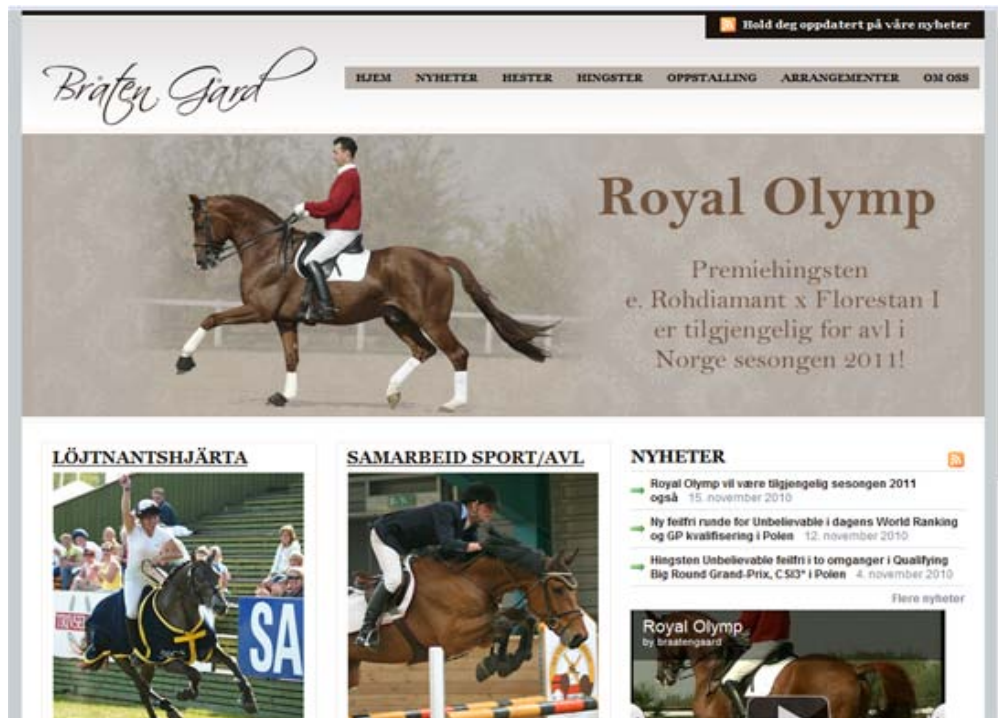 Hold deg oppdatert på våre nyheter
Bråten Gård
HJEM NYHETER HESTER HINGSTER OPPSTALLING ARRANGEMENTER OM OSS
Royal Olymp
Premiehingsten
e. Rohdiamant x Florestan I
er tilgjengelig for avl i
Norge sesongen 2011!
LÖJTNANTSHJÄRTA
SA
SAMARBEID SPORT/AVL
NYHETER
Royal Olymp vil være tilgjengelig sesongen 2011
også 15. november 2010
Ny feilfri runde for Unbelievable i dagens World Ranking
og GP kvalifisering i Polen 12. november 2010
Hingsten Unbelievable feilfri i to omganger i Qualifying
Big Round Grand-Prix, CSI3* i Polen 4. november 2010
Flere nyheter
Royal Olymp
by braatengaard